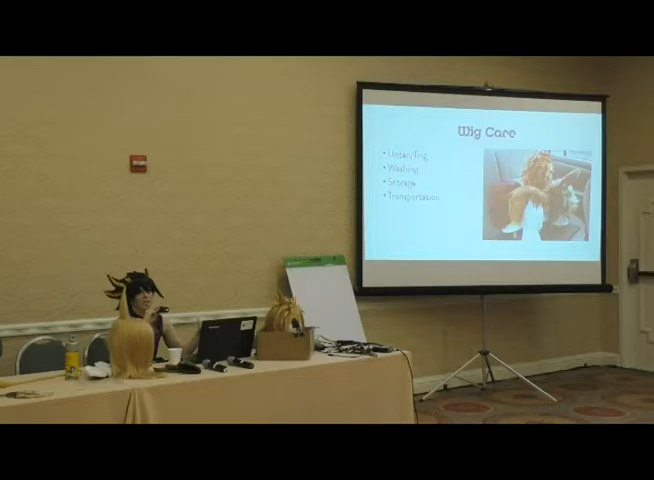 Wig Care
• Untangling
• Washing
• Storage
• Transportation